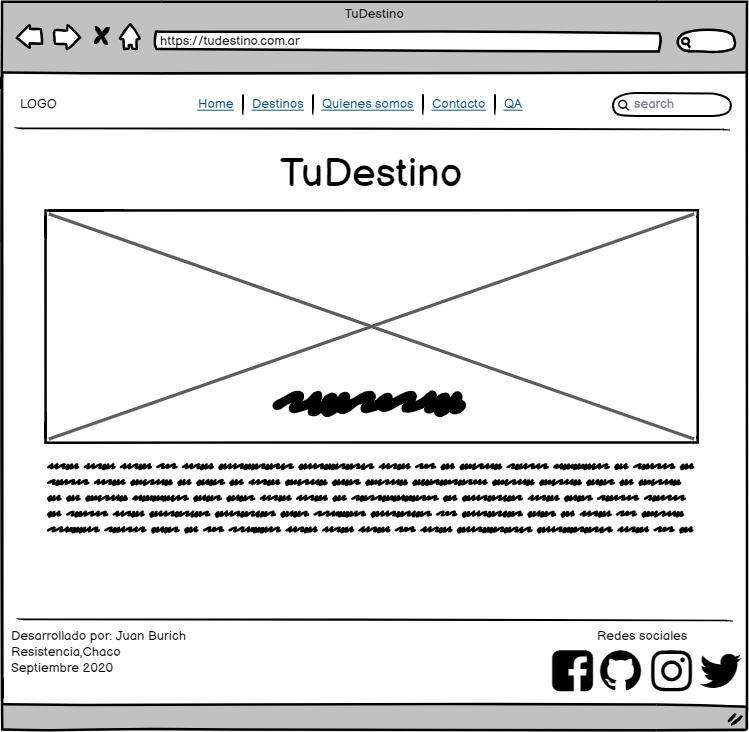 TuDestino
https://tudestino.com.ar
LOGO
Home
Destinos
Quienes somos
Contacto
QA
search
TuDestino
Desarrollado por: Juan Burich
Resistencia,Chaco
Septiembre 2020
Redes sociales